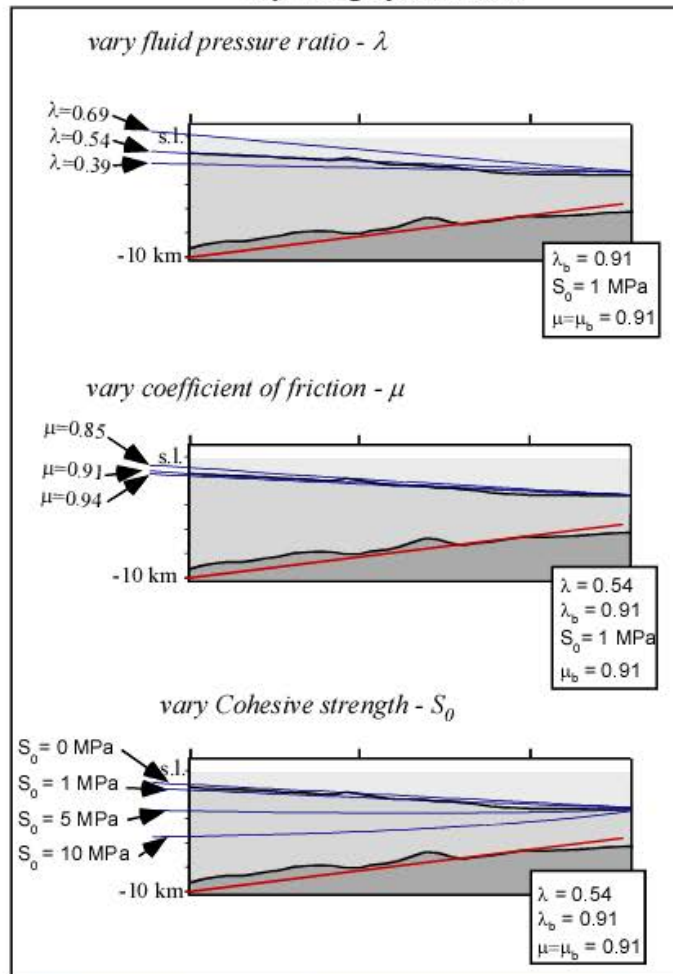 vary fluid pressure ratio - λ
λ=0.69
λ=0.54
λ=0.39
s.l.
-10 km
λb = 0.91
S0= 1 MPa
μ=μb = 0.91
vary coefficient of friction - μ
μ=0.85
μ=0.91
μ=0.94
s.l.
-10 km
λ = 0.54
λb = 0.91
S0= 1 MPa
μb = 0.91
vary Cohesive strength - S0
S0= 0 MPa
S0= 1 MPa
S0= 5 MPa
S0= 10 MPa
s.l.
-10 km
λ = 0.54
λb = 0.91
μ=μb = 0.91